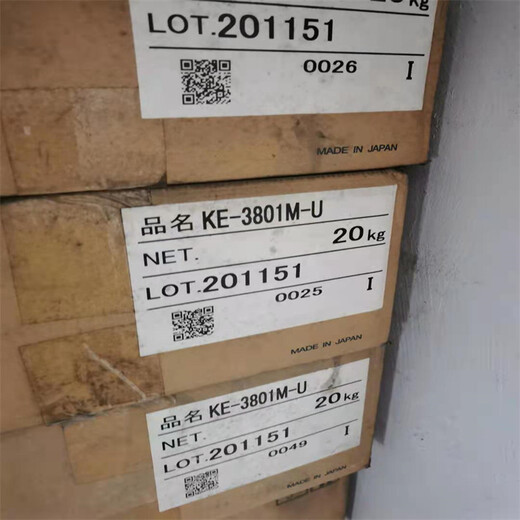 20kg
LOT.201151
0026 I
MADE IN JAPAN
品名 KE-3801M-U
NET. 20kg
LOT.201151
0025 I
MADE IN JAPAN
品名 KE-3801M-U
NET. 20kg
LOT.201151
0049 I